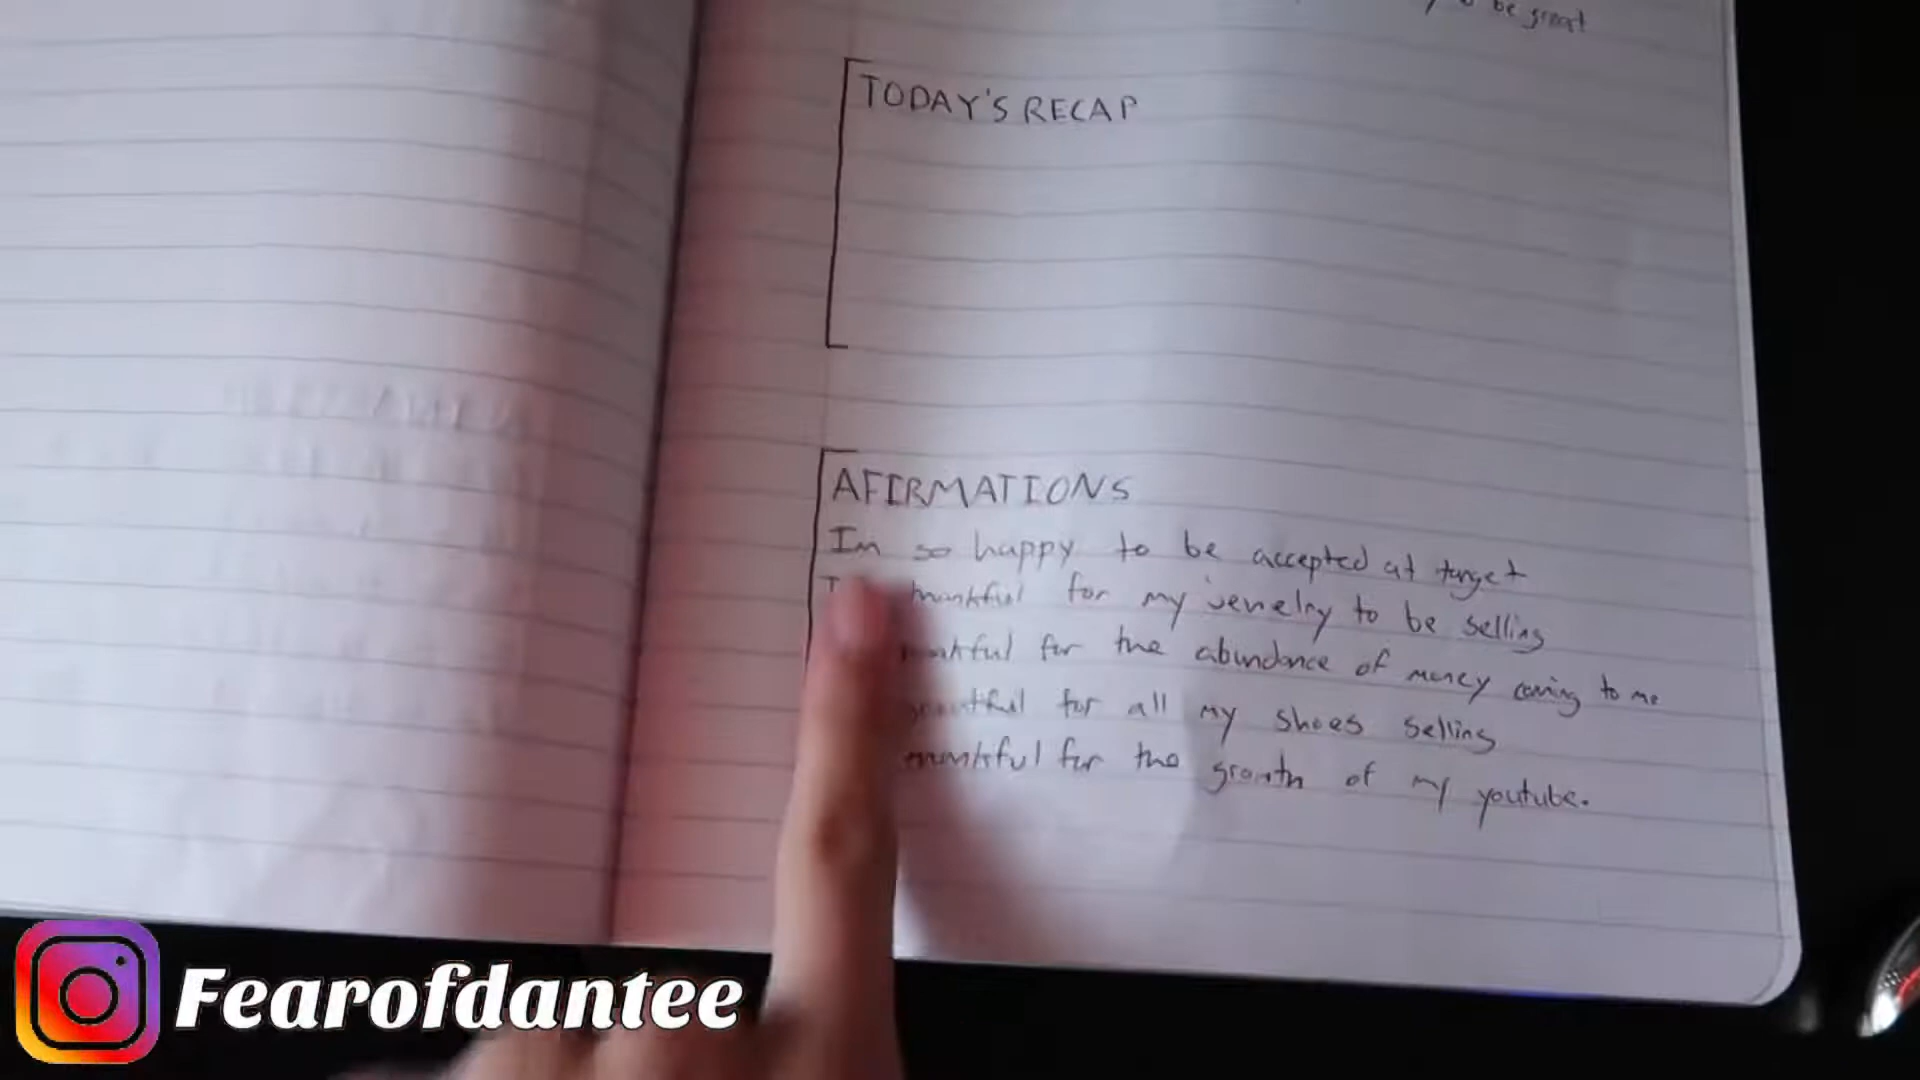 be great
TODAY'S RECAP
AFIRMATIONS
Im so happy to be accepted at target
thankful for my jewelry to be selling
for the abundance of money coming to me
for all my shoes selling
thankful for the growth of my youtube.
Fearofdantee